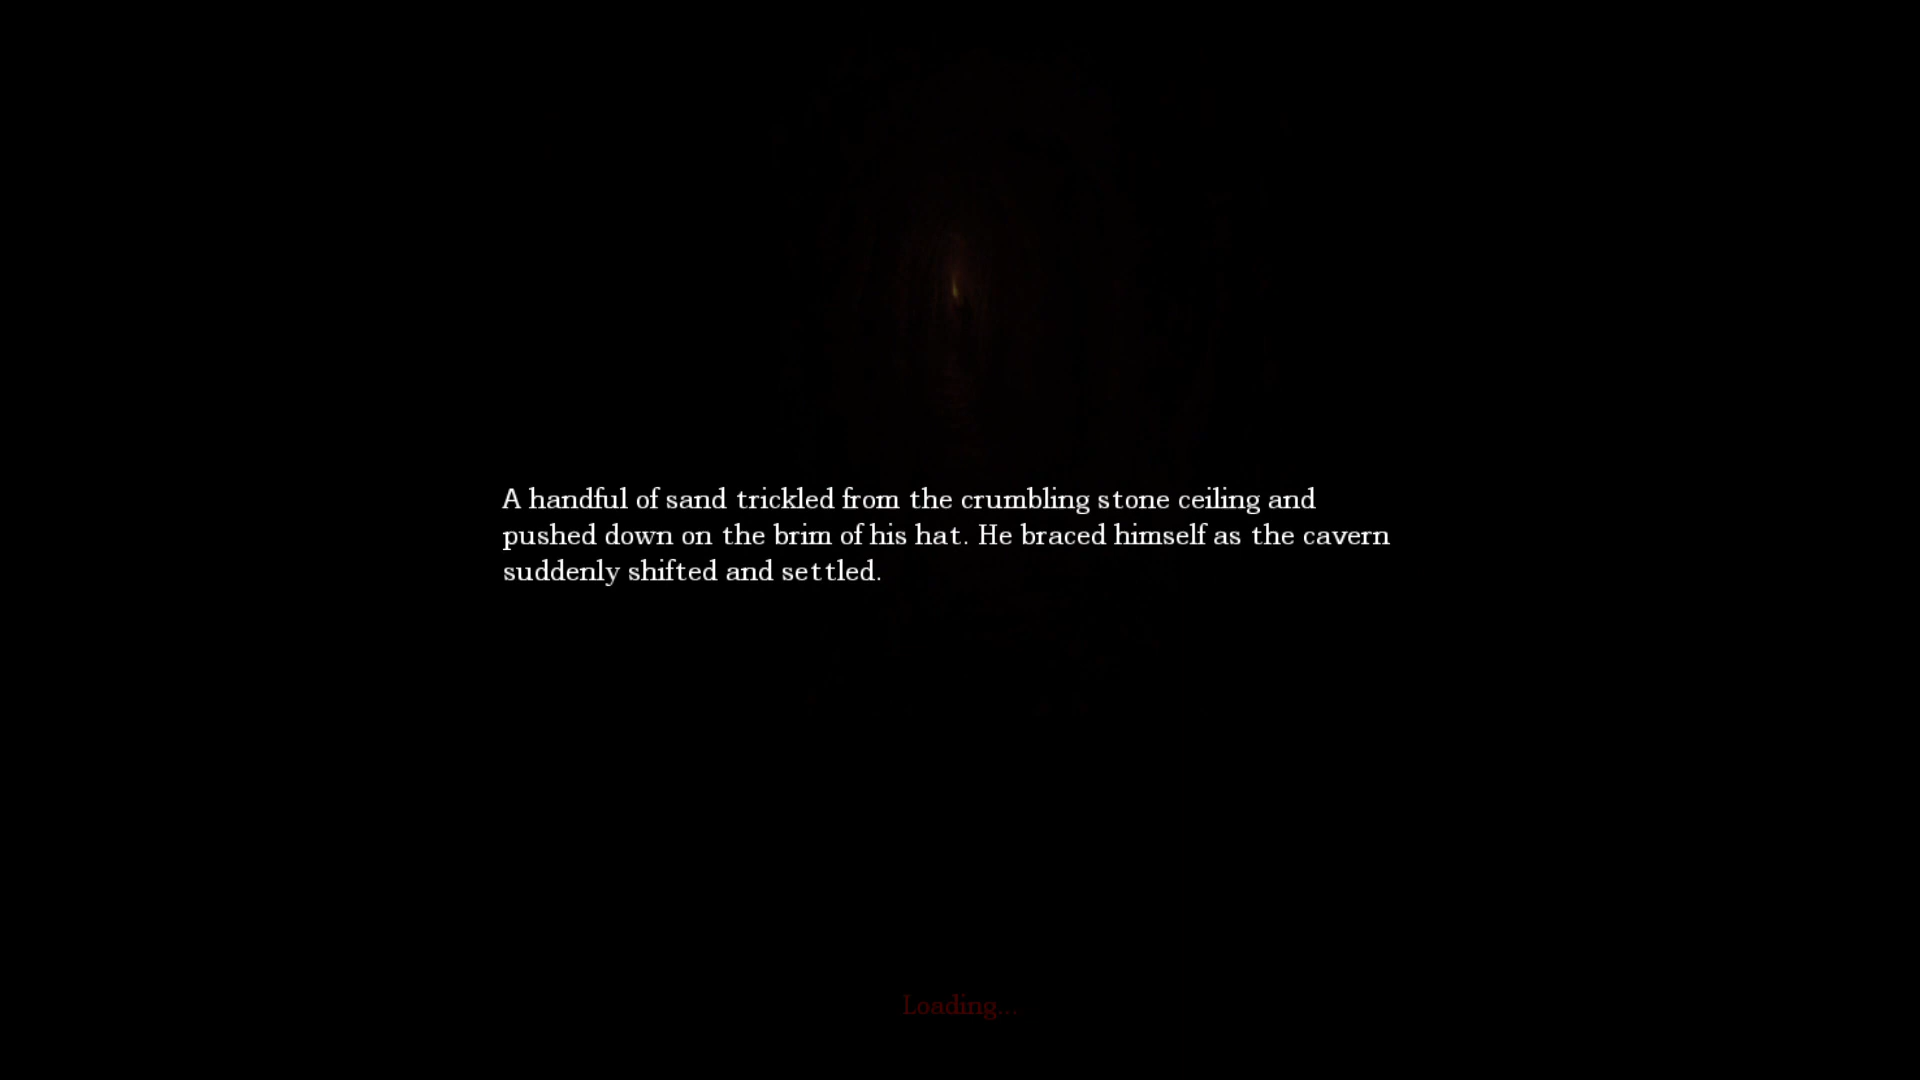 A handful of sand trickled from the crumbling stone ceiling and
pushed down on the brim of his hat. He braced himself as the cavern
suddenly shifted and settled.
Loading...